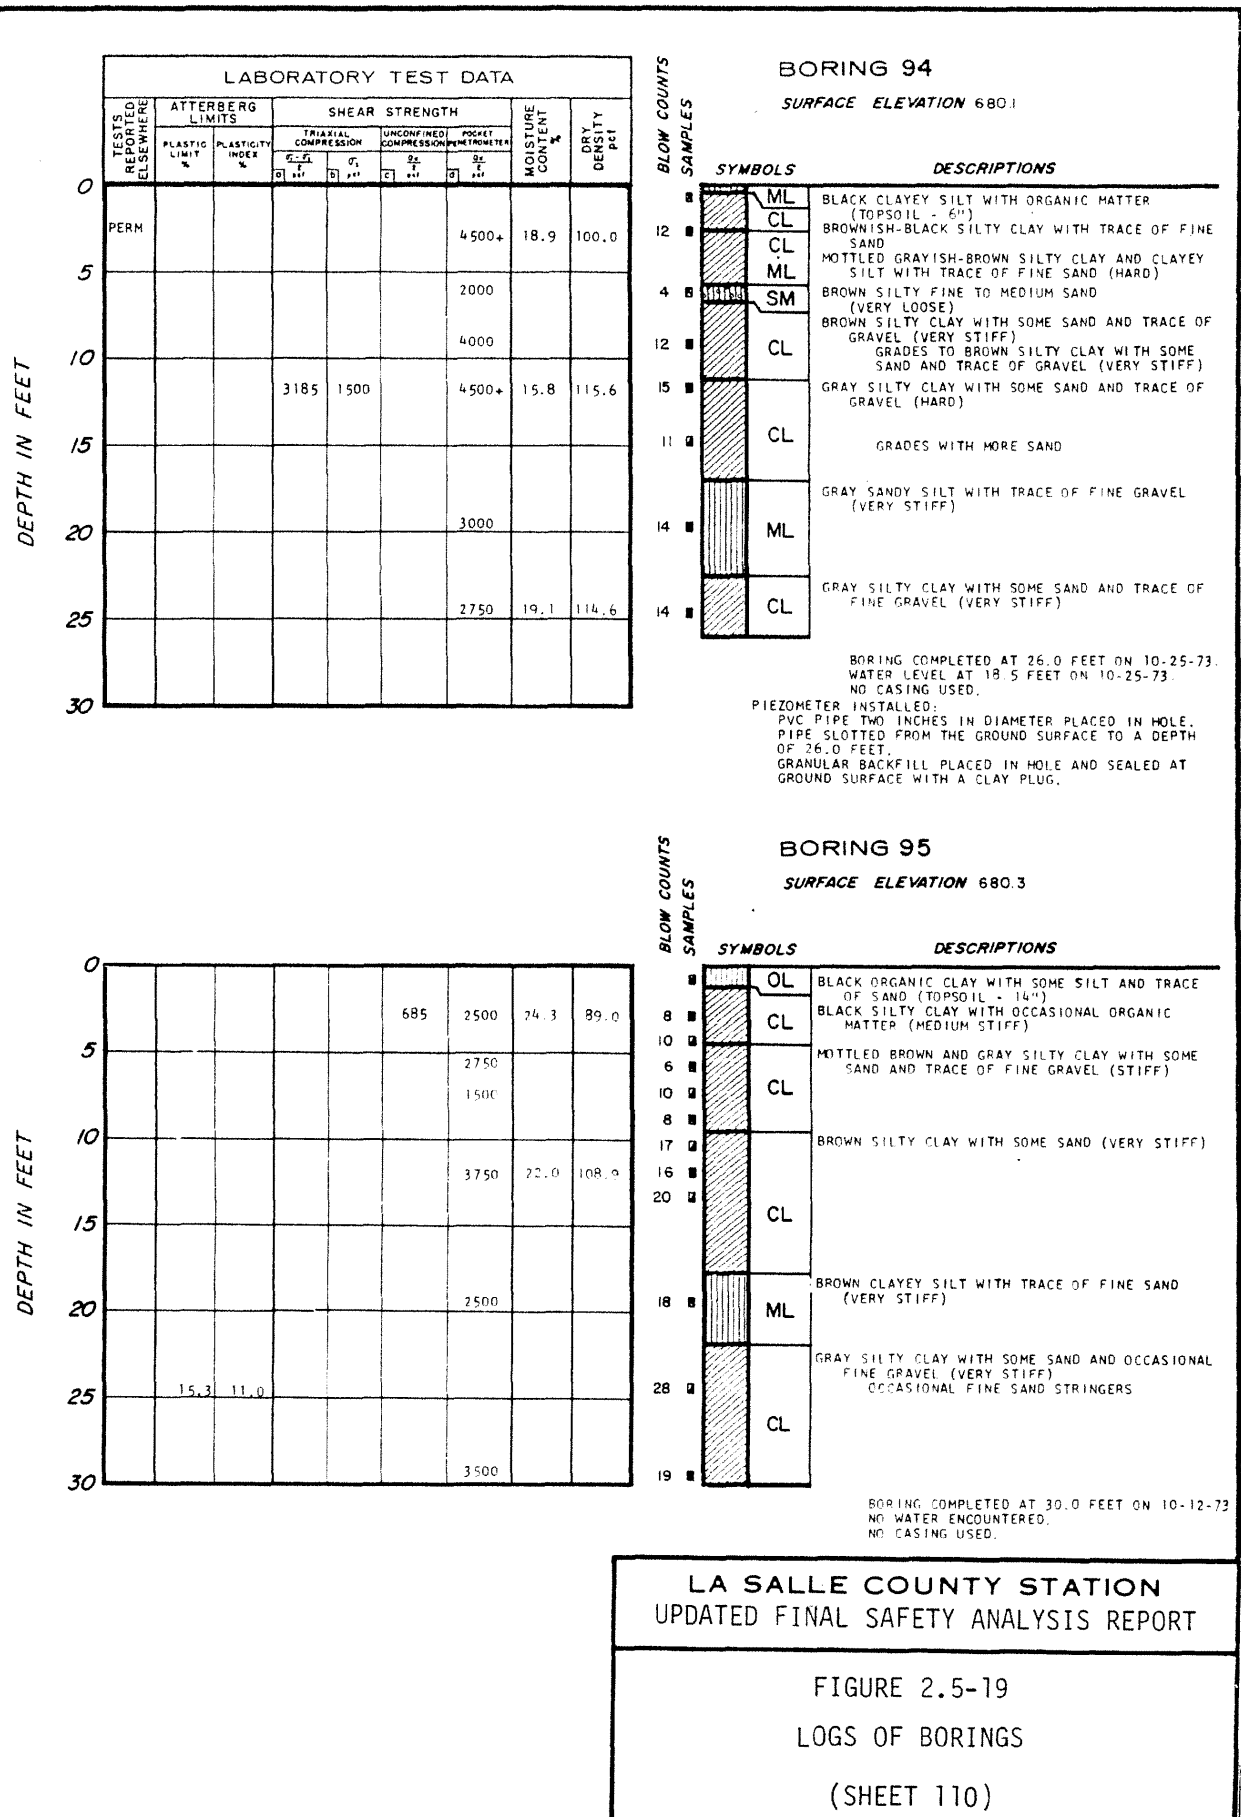 LABORATORY TEST DATA
TESTS REPORTED ELSEWHERE
ATTERBERG LIMITS
PLASTIC LIMIT %
PLASTICITY INDEX %
SHEAR STRENGTH
TRIAXIAL COMPRESSION
UNCONFINED COMPRESSION
POCKET PENETROMETER
a
b
c
d
MOISTURE CONTENT %
DRY DENSITY pcf
BLOW COUNTS
SAMPLES
BORING 94
SURFACE ELEVATION 680.1
SYMBOLS DESCRIPTIONS
DEPTH IN FEET
0
5
10
15
20
25
30
PERM 4500+ 18.9 100.0
2000
4000
3185 1500 4500+ 15.8 115.6
3000
2750 19.1 114.6
12
4
12
15
11
14
14
ML
CL
CL
ML
SM
CL
CL
ML
CL
BLACK CLAYEY SILT WITH ORGANIC MATTER
(TOPSOIL - 6")
BROWNISH-BLACK SILTY CLAY WITH TRACE OF FINE
SAND
MOTTLED GRAYISH-BROWN SILTY CLAY AND CLAYEY
SILT WITH TRACE OF FINE SAND (HARD)
BROWN SILTY FINE TO MEDIUM SAND
(VERY LOOSE)
BROWN SILTY CLAY WITH SOME SAND AND TRACE OF
GRAVEL (VERY STIFF)
GRADES TO BROWN SILTY CLAY WITH SOME
SAND AND TRACE OF GRAVEL (VERY STIFF)
GRAY SILTY CLAY WITH SOME SAND AND TRACE OF
GRAVEL (HARD)
GRADES WITH MORE SAND
GRAY SANDY SILT WITH TRACE OF FINE GRAVEL
(VERY STIFF)
GRAY SILTY CLAY WITH SOME SAND AND TRACE OF
FINE GRAVEL (VERY STIFF)
BORING COMPLETED AT 26.0 FEET ON 10-25-73.
WATER LEVEL AT 18.5 FEET ON 10-25-73.
NO CASING USED.
PIEZOMETER INSTALLED:
PVC PIPE TWO INCHES IN DIAMETER PLACED IN HOLE.
PIPE SLOTTED FROM THE GROUND SURFACE TO A DEPTH
OF 26.0 FEET.
GRANULAR BACKFILL PLACED IN HOLE AND SEALED AT
GROUND SURFACE WITH A CLAY PLUG.
BLOW COUNTS
SAMPLES
BORING 95
SURFACE ELEVATION 680.3
SYMBOLS DESCRIPTIONS
DEPTH IN FEET
0
5
10
15
20
25
30
685 2500 24.3 89.0
2750
1500
3750 22.0 108.9
2500
15.3 11.0
3500
8
10
6
10
8
17
16
20
18
28
19
OL
CL
CL
CL
ML
CL
BLACK ORGANIC CLAY WITH SOME SILT AND TRACE
OF SAND (TOPSOIL - 14")
BLACK SILTY CLAY WITH OCCASIONAL ORGANIC
MATTER (MEDIUM STIFF)
MOTTLED BROWN AND GRAY SILTY CLAY WITH SOME
SAND AND TRACE OF FINE GRAVEL (STIFF)
BROWN SILTY CLAY WITH SOME SAND (VERY STIFF)
BROWN CLAYEY SILT WITH TRACE OF FINE SAND
(VERY STIFF)
GRAY SILTY CLAY WITH SOME SAND AND OCCASIONAL
FINE GRAVEL (VERY STIFF)
OCCASIONAL FINE SAND STRINGERS
BORING COMPLETED AT 30.0 FEET ON 10-12-73
NO WATER ENCOUNTERED.
NO CASING USED.
LA SALLE COUNTY STATION
UPDATED FINAL SAFETY ANALYSIS REPORT
FIGURE 2.5-19
LOGS OF BORINGS
(SHEET 110)